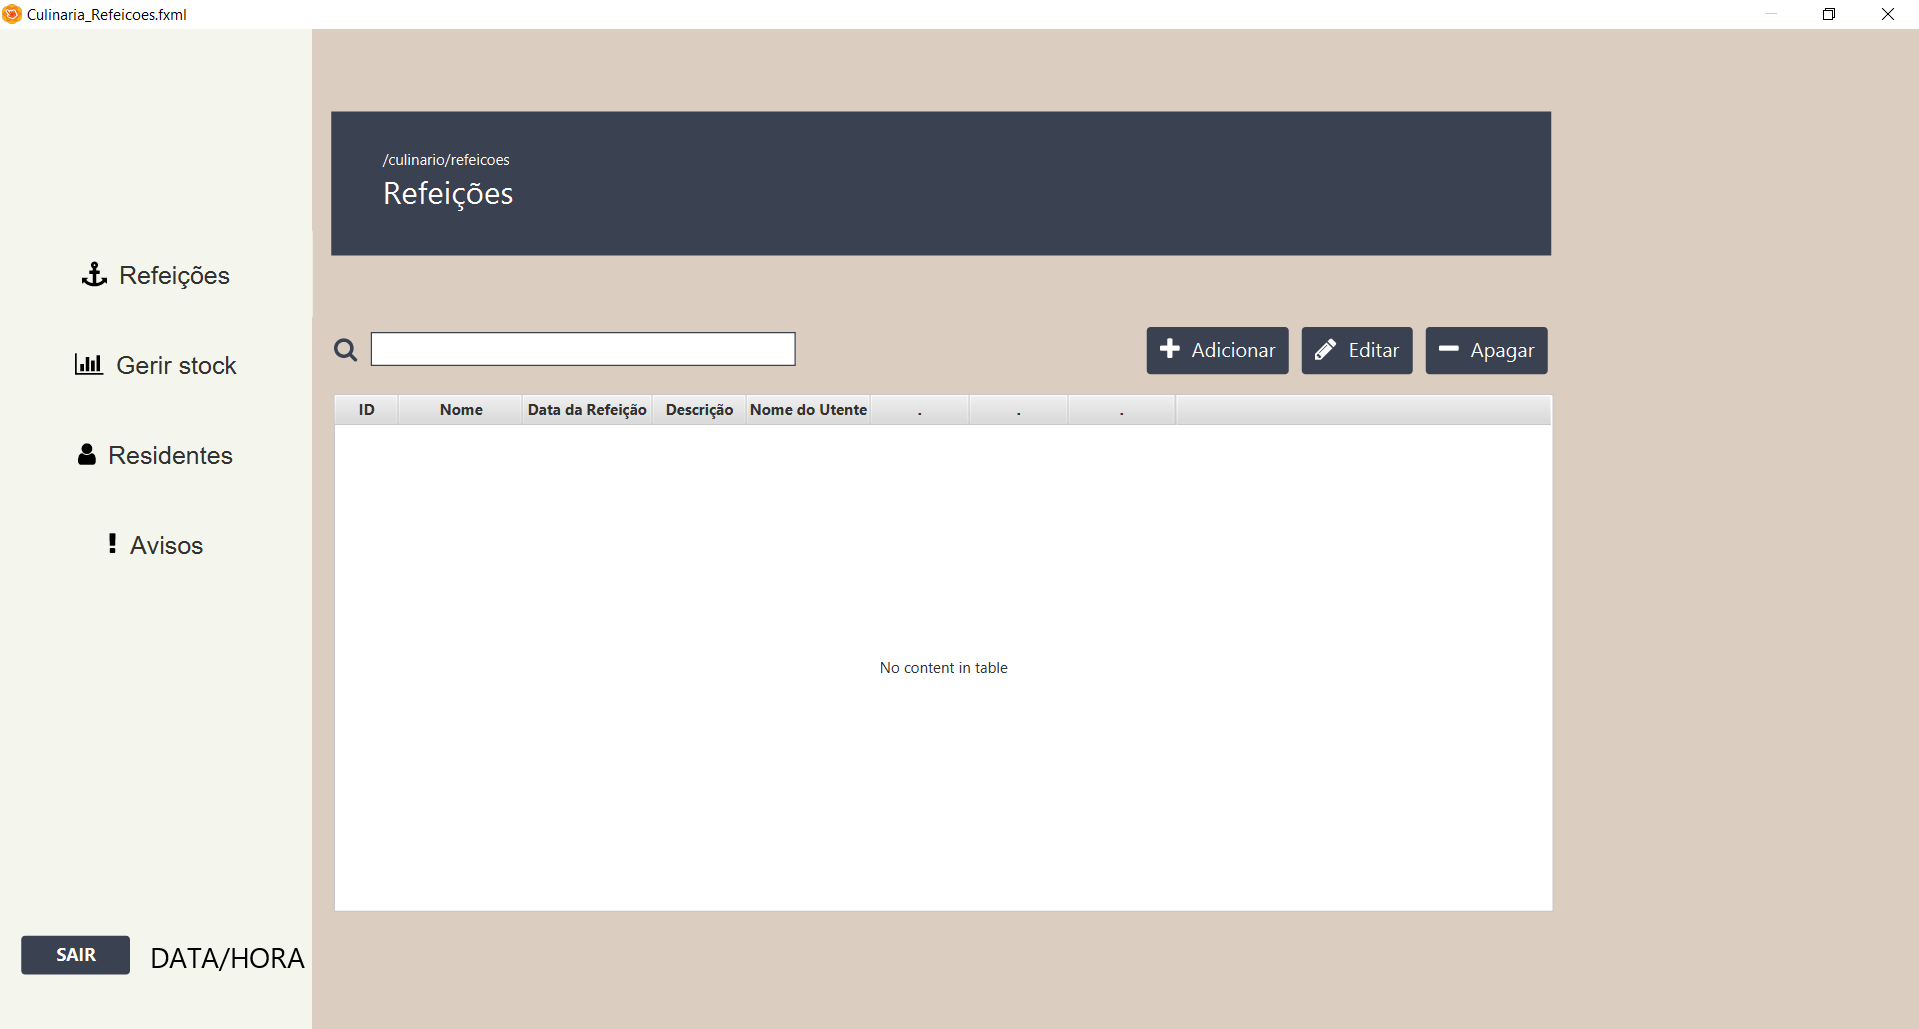 Culinaria_Refeicoes.fxml
/culinario/refeicoes
Refeições
Refeições
Gerir stock
Residentes
Avisos
Adicionar Editar Apagar
ID Nome Data da Refeição Descrição Nome do Utente . . .
No content in table
SAIR DATA/HORA